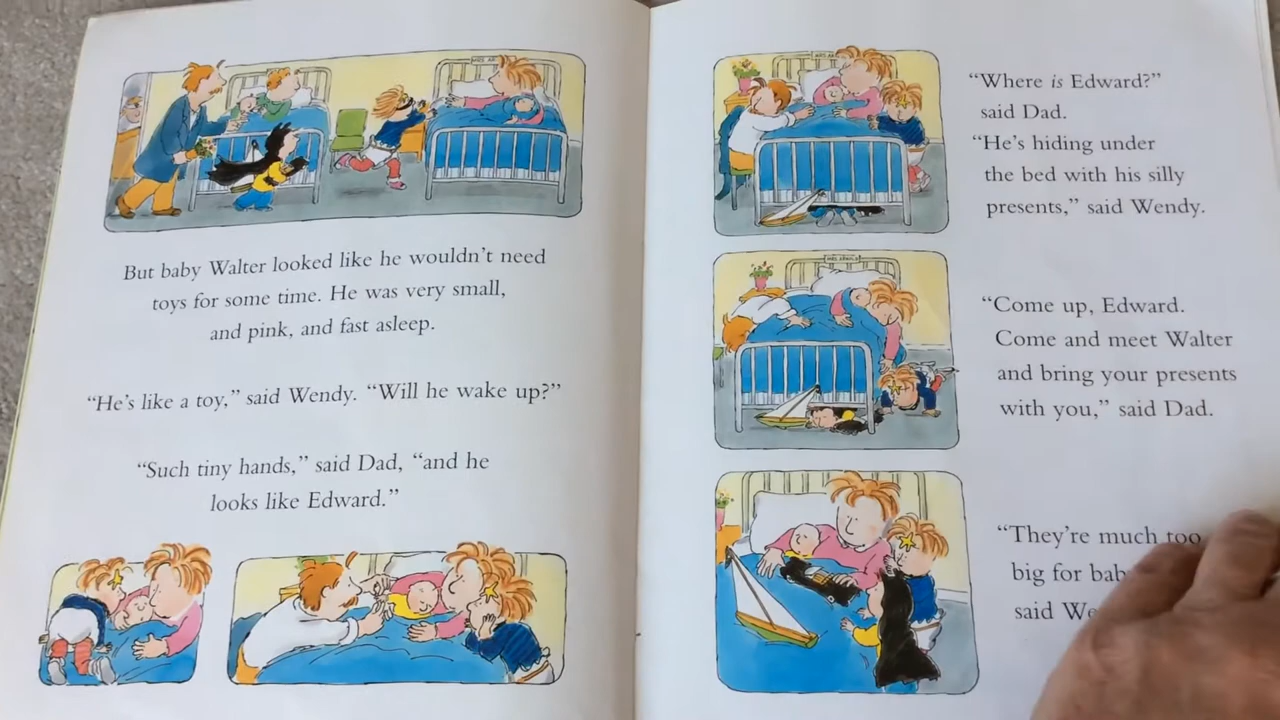 But baby Walter looked like he wouldn't need
toys for some time. He was very small,
and pink, and fast asleep.
"He's like a toy," said Wendy. "Will he wake up?"
"Such tiny hands," said Dad, "and he
looks like Edward."
"Where is Edward?"
said Dad.
"He's hiding under
the bed with his silly
presents," said Wendy.
MRS ARNOLD
"Come up, Edward.
Come and meet Walter
and bring your presents
with you," said Dad.
"They're much too
big for
said